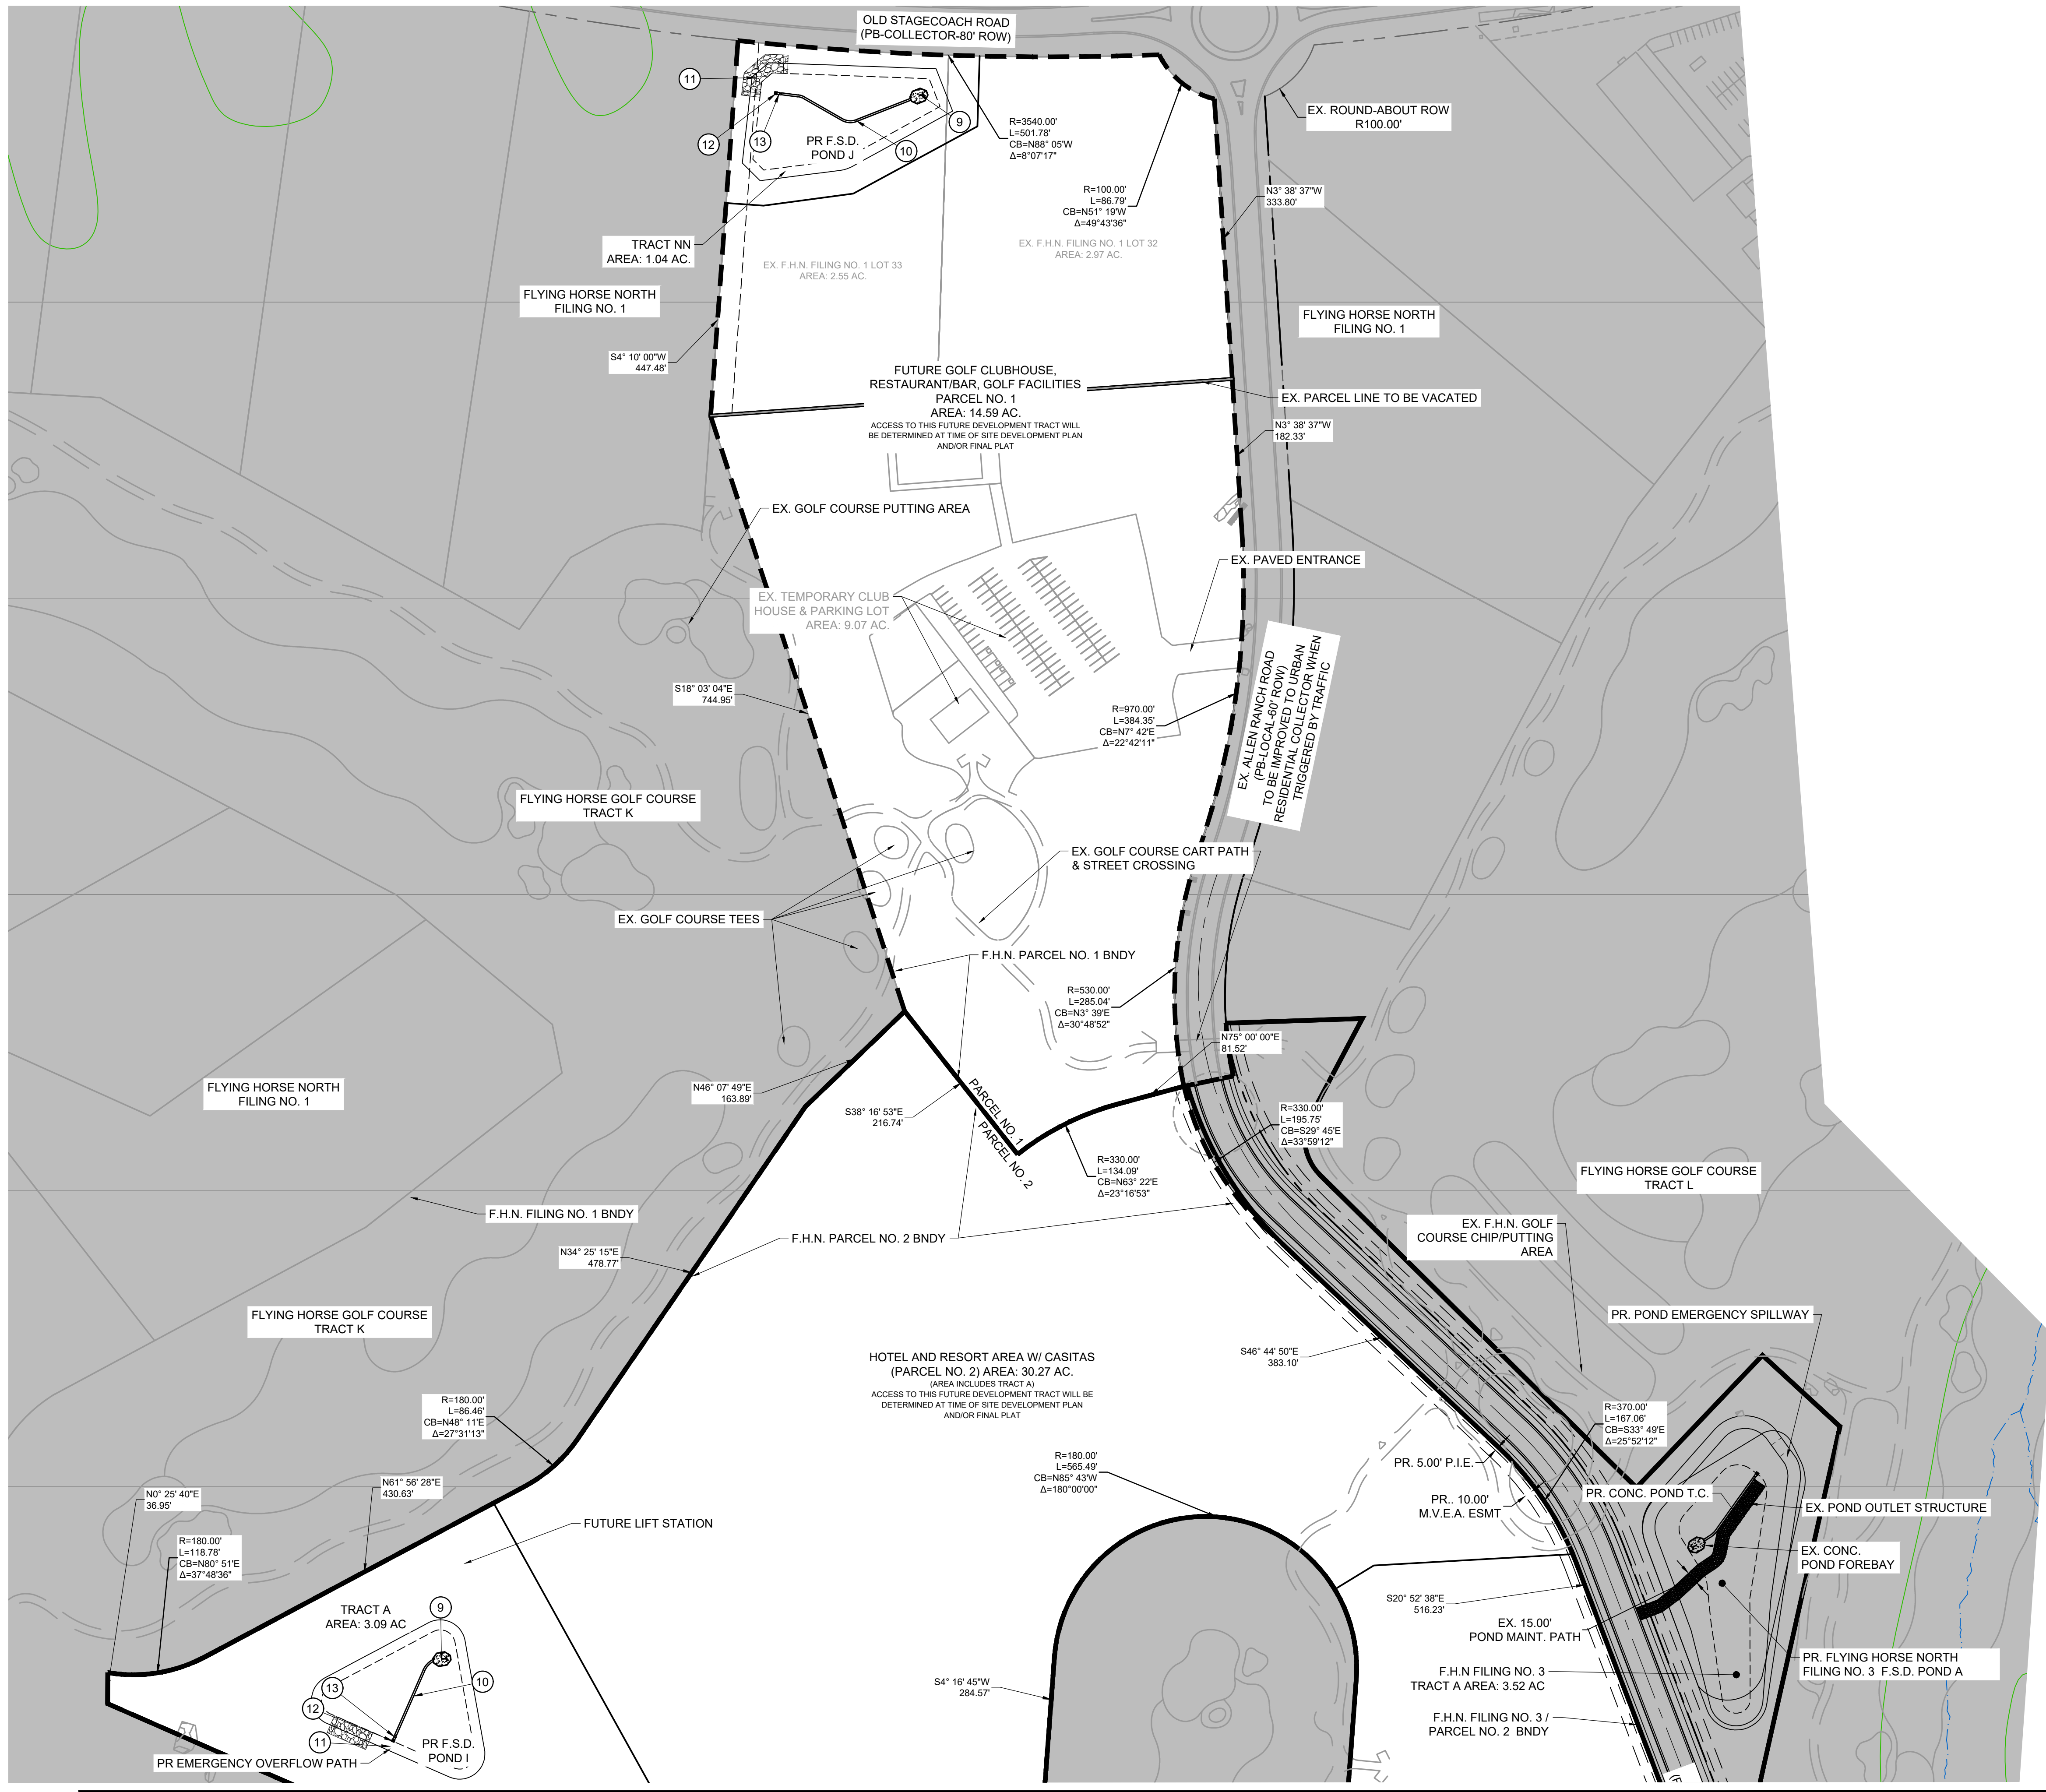 OLD STAGECOACH ROAD
(PB-COLLECTOR-80' ROW)
11
12
13
9
10
PR F.S.D.
POND J
R=3540.00'
L=501.78'
CB=N88° 05'W
Δ=8°07'17"
EX. ROUND-ABOUT ROW
R100.00'
R=100.00'
L=86.79'
CB=N51° 19'W
Δ=49°43'36"
N3° 38' 37"W
333.80'
TRACT NN
AREA: 1.04 AC.
EX. F.H.N. FILING NO. 1 LOT 33
AREA: 2.55 AC.
EX. F.H.N. FILING NO. 1 LOT 32
AREA: 2.97 AC.
FLYING HORSE NORTH
FILING NO. 1
FLYING HORSE NORTH
FILING NO. 1
S4° 10' 00"W
447.48'
FUTURE GOLF CLUBHOUSE,
RESTAURANT/BAR, GOLF FACILITIES
PARCEL NO. 1
AREA: 14.59 AC.
ACCESS TO THIS FUTURE DEVELOPMENT TRACT WILL
BE DETERMINED AT TIME OF SITE DEVELOPMENT PLAN
AND/OR FINAL PLAT
EX. PARCEL LINE TO BE VACATED
N3° 38' 37"W
182.33'
EX. GOLF COURSE PUTTING AREA
EX. PAVED ENTRANCE
EX. TEMPORARY CLUB
HOUSE & PARKING LOT
AREA: 9.07 AC.
EX. ALLEN RANCH ROAD
(PB-LOCAL-60' ROW)
TO BE IMPROVED TO URBAN
RESIDENTIAL COLLECTOR WHEN
TRIGGERED BY TRAFFIC
S18° 03' 04"E
744.95'
R=970.00'
L=384.35'
CB=N7° 42'E
Δ=22°42'11"
FLYING HORSE GOLF COURSE
TRACT K
EX. GOLF COURSE CART PATH
& STREET CROSSING
EX. GOLF COURSE TEES
F.H.N. PARCEL NO. 1 BNDY
R=530.00'
L=285.04'
CB=N3° 39'E
Δ=30°48'52"
N75° 00' 00"E
81.52'
FLYING HORSE NORTH
FILING NO. 1
N46° 07' 49"E
163.89'
S38° 16' 53"E
216.74'
PARCEL NO. 1
PARCEL NO. 2
R=330.00'
L=195.75'
CB=S29° 45'E
Δ=33°59'12"
R=330.00'
L=134.09'
CB=N63° 22'E
Δ=23°16'53"
FLYING HORSE GOLF COURSE
TRACT L
F.H.N. FILING NO. 1 BNDY
F.H.N. PARCEL NO. 2 BNDY
EX. F.H.N. GOLF
COURSE CHIP/PUTTING
AREA
N34° 25' 15"E
478.77'
FLYING HORSE GOLF COURSE
TRACT K
PR. POND EMERGENCY SPILLWAY
HOTEL AND RESORT AREA W/ CASITAS
(PARCEL NO. 2) AREA: 30.27 AC.
(AREA INCLUDES TRACT A)
ACCESS TO THIS FUTURE DEVELOPMENT TRACT WILL BE
DETERMINED AT TIME OF SITE DEVELOPMENT PLAN
AND/OR FINAL PLAT
S46° 44' 50"E
383.10'
R=180.00'
L=86.46'
CB=N48° 11'E
Δ=27°31'13"
R=370.00'
L=167.06'
CB=S33° 49'E
Δ=25°52'12"
R=180.00'
L=565.49'
CB=N85° 43'W
Δ=180°00'00"
PR. 5.00' P.I.E.
N61° 56' 28"E
430.63'
N0° 25' 40"E
36.95'
PR.. 10.00'
M.V.E.A. ESMT
PR. CONC. POND T.C.
EX. POND OUTLET STRUCTURE
FUTURE LIFT STATION
R=180.00'
L=118.78'
CB=N80° 51'E
Δ=37°48'36"
EX. CONC.
POND FOREBAY
S20° 52' 38"E
516.23'
TRACT A
AREA: 3.09 AC
9
EX. 15.00'
POND MAINT. PATH
PR. FLYING HORSE NORTH
FILING NO. 3  F.S.D. POND A
F.H.N FILING NO. 3
TRACT A AREA: 3.52 AC
S4° 16' 45"W
284.57'
13
10
12
11
F.H.N. FILING NO. 3 /
PARCEL NO. 2  BNDY
PR F.S.D.
POND I
PR EMERGENCY OVERFLOW PATH